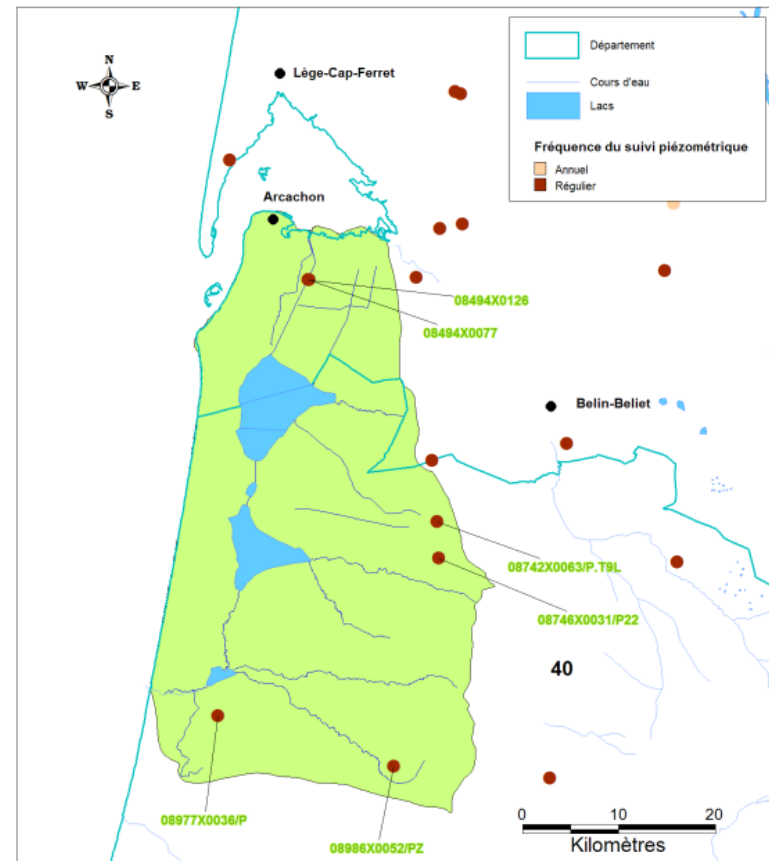 N
W E
S
Lège-Cap-Ferret
Arcachon
Département
Cours d'eau
Lacs
Fréquence du suivi piézométrique
Annuel
Régulier
08494X0126
08494X0077
Belin-Beliet
08742X0063/P.T9L
08746X0031/P22
40
08977X0036/P
08986X0052/PZ
0 10 20
Kilomètres